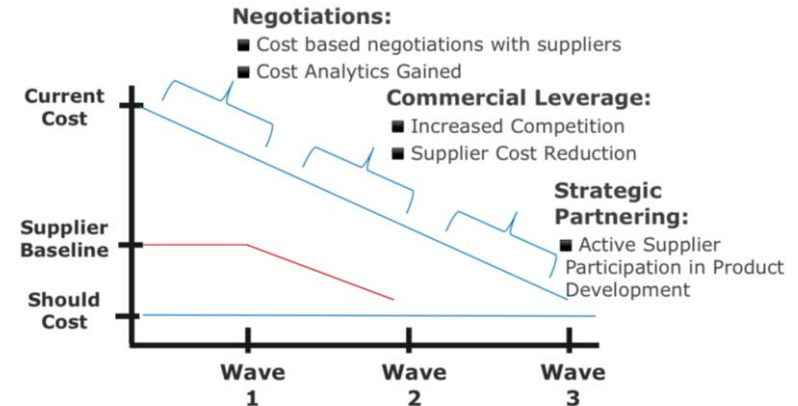 Negotiations:
■ Cost based negotiations with suppliers
■ Cost Analytics Gained
Current
Cost
Commercial Leverage:
■ Increased Competition
■ Supplier Cost Reduction
Strategic
Partnering:
■ Active Supplier
Participation in Product
Development
Supplier
Baseline
Should
Cost
Wave
1
Wave
2
Wave
3